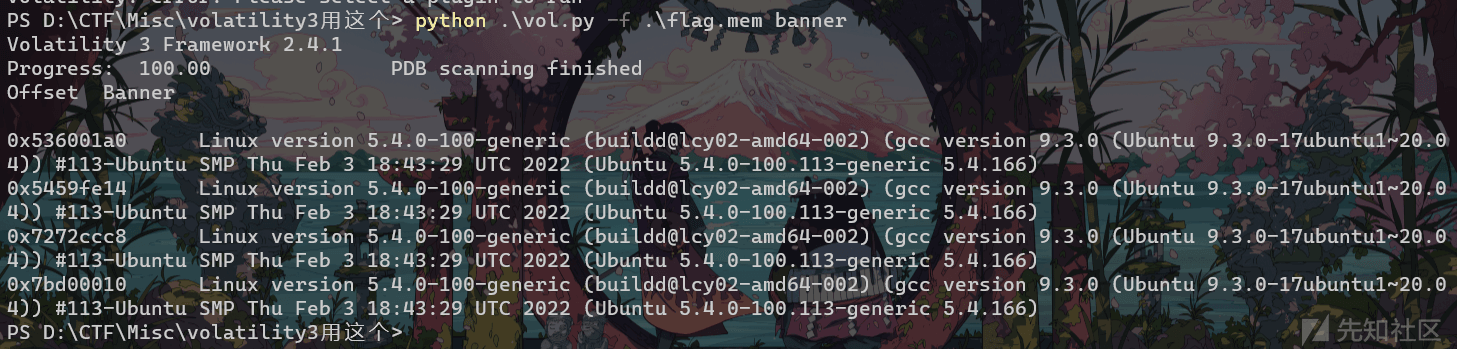 Volatility: error: Please select a plugin to run
PS D:\CTF\Misc\volatility3用这个> python .\vol.py -f .\flag.mem banner
Volatility 3 Framework 2.4.1
Progress:  100.00               PDB scanning finished
Offset  Banner
0x536001a0      Linux version 5.4.0-100-generic (buildd@lcy02-amd64-002) (gcc version 9.3.0 (Ubuntu 9.3.0-17ubuntu1~20.0
4)) #113-Ubuntu SMP Thu Feb 3 18:43:29 UTC 2022 (Ubuntu 5.4.0-100.113-generic 5.4.166)
0x5459fe14      Linux version 5.4.0-100-generic (buildd@lcy02-amd64-002) (gcc version 9.3.0 (Ubuntu 9.3.0-17ubuntu1~20.0
4)) #113-Ubuntu SMP Thu Feb 3 18:43:29 UTC 2022 (Ubuntu 5.4.0-100.113-generic 5.4.166)
0x7272ccc8      Linux version 5.4.0-100-generic (buildd@lcy02-amd64-002) (gcc version 9.3.0 (Ubuntu 9.3.0-17ubuntu1~20.0
4)) #113-Ubuntu SMP Thu Feb 3 18:43:29 UTC 2022 (Ubuntu 5.4.0-100.113-generic 5.4.166)
0x7bd00010      Linux version 5.4.0-100-generic (buildd@lcy02-amd64-002) (gcc version 9.3.0 (Ubuntu 9.3.0-17ubuntu1~20.0
4)) #113-Ubuntu SMP Thu Feb 3 18:43:29 UTC 2022 (Ubuntu 5.4.0-100.113-generic 5.4.166)
PS D:\CTF\Misc\volatility3用这个>
先知社区